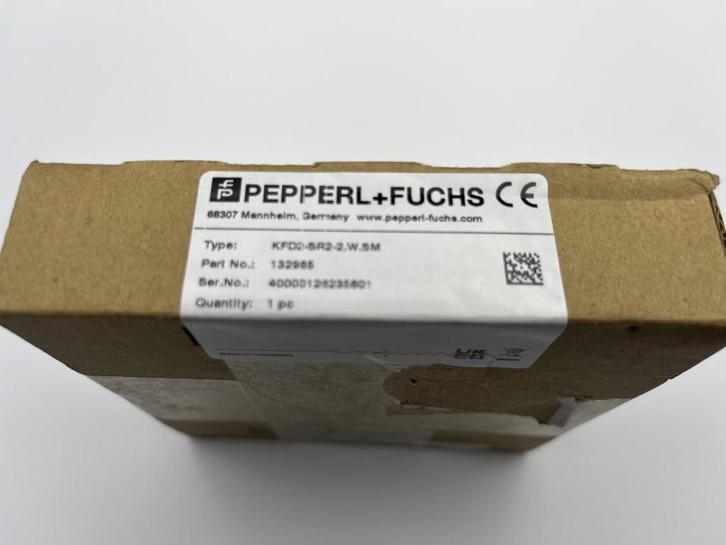 PEPPERL+FUCHS CE
68307 Mannheim, Germany www.pepperl-fuchs.com
Type: KFD2-SR2-2.W.SM
Part No.: 132965
Ser.No.: 40000126235601
Quantity: 1 pc